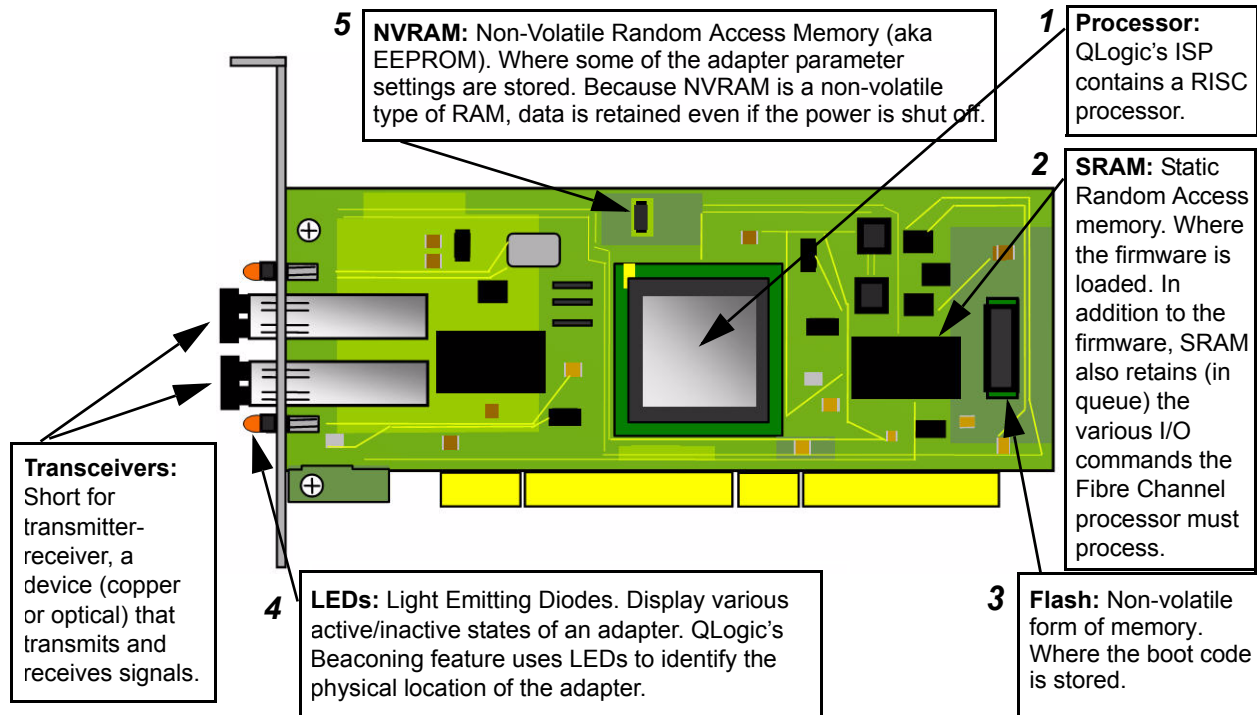 5
NVRAM: Non-Volatile Random Access Memory (aka
EEPROM). Where some of the adapter parameter
settings are stored. Because NVRAM is a non-volatile
type of RAM, data is retained even if the power is shut off.
1
Processor:
QLogic's ISP
contains a RISC
processor.
2
SRAM: Static
Random Access
memory. Where
the firmware is
loaded. In
addition to the
firmware, SRAM
also retains (in
queue) the
various I/O
commands the
Fibre Channel
processor must
process.
Transceivers:
Short for
transmitter-
receiver, a
device (copper
or optical) that
transmits and
receives signals.
4
LEDs: Light Emitting Diodes. Display various
active/inactive states of an adapter. QLogic's
Beaconing feature uses LEDs to identify the
physical location of the adapter.
3
Flash: Non-volatile
form of memory.
Where the boot code
is stored.